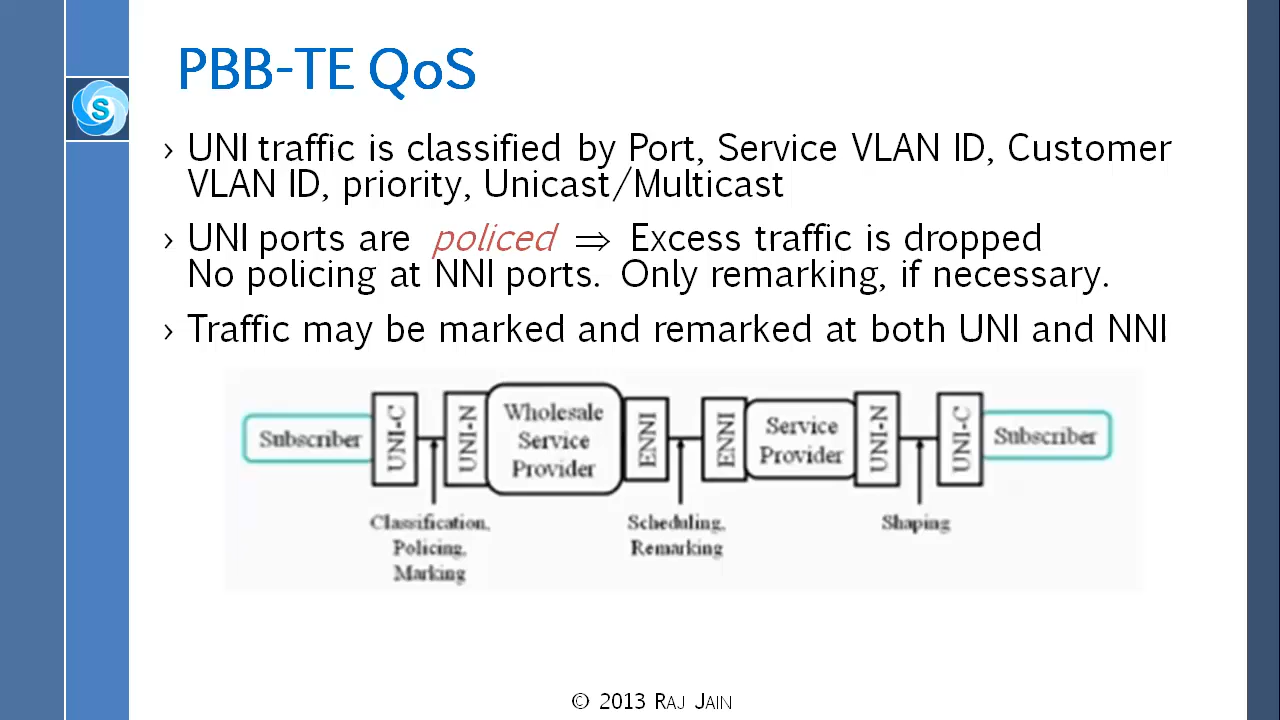 PBB-TE QoS
S
› UNI traffic is classified by Port, Service VLAN ID, Customer
VLAN ID, priority, Unicast/Multicast
› UNI ports are policed ⇒ Excess traffic is dropped
No policing at NNI ports. Only remarking, if necessary.
› Traffic may be marked and remarked at both UNI and NNI
Subscriber
UNI-C
UNI-N
Wholesale
Service
Provider
ENNI
ENNI
Service
Provider
UNI-N
UNI-C
Subscriber
Classification,
Policing,
Marking
Scheduling,
Remarking
Shaping
© 2013 RAJ JAIN